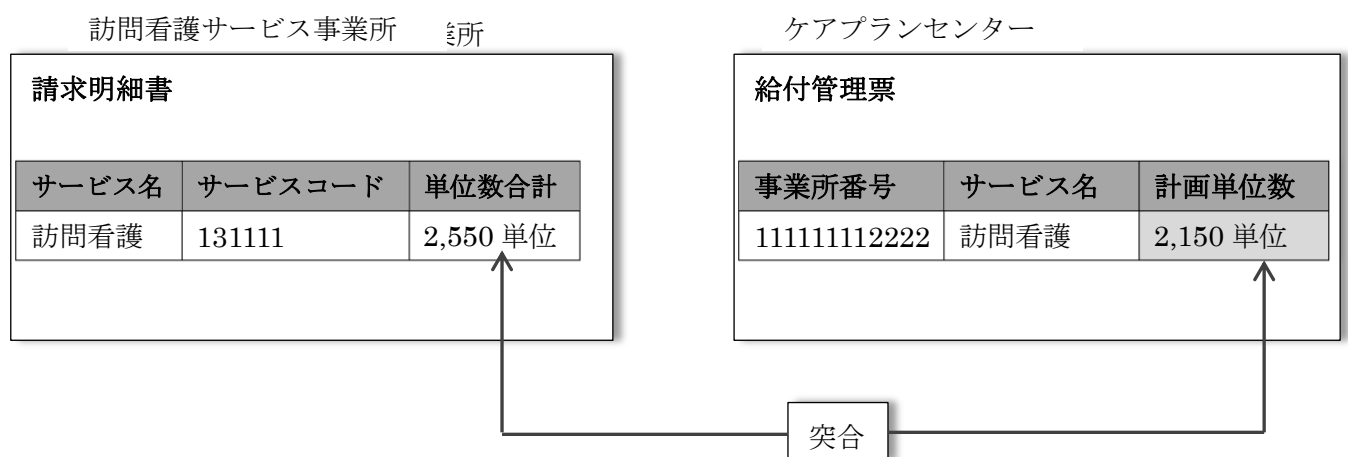 訪問看護サービス事業所
所
ケアプランセンター
請求明細書
サービス名 サービスコード 単位数合計
訪問看護 131111 2,550 単位
給付管理票
事業所番号 サービス名 計画単位数
111111112222 訪問看護 2,150 単位
突合